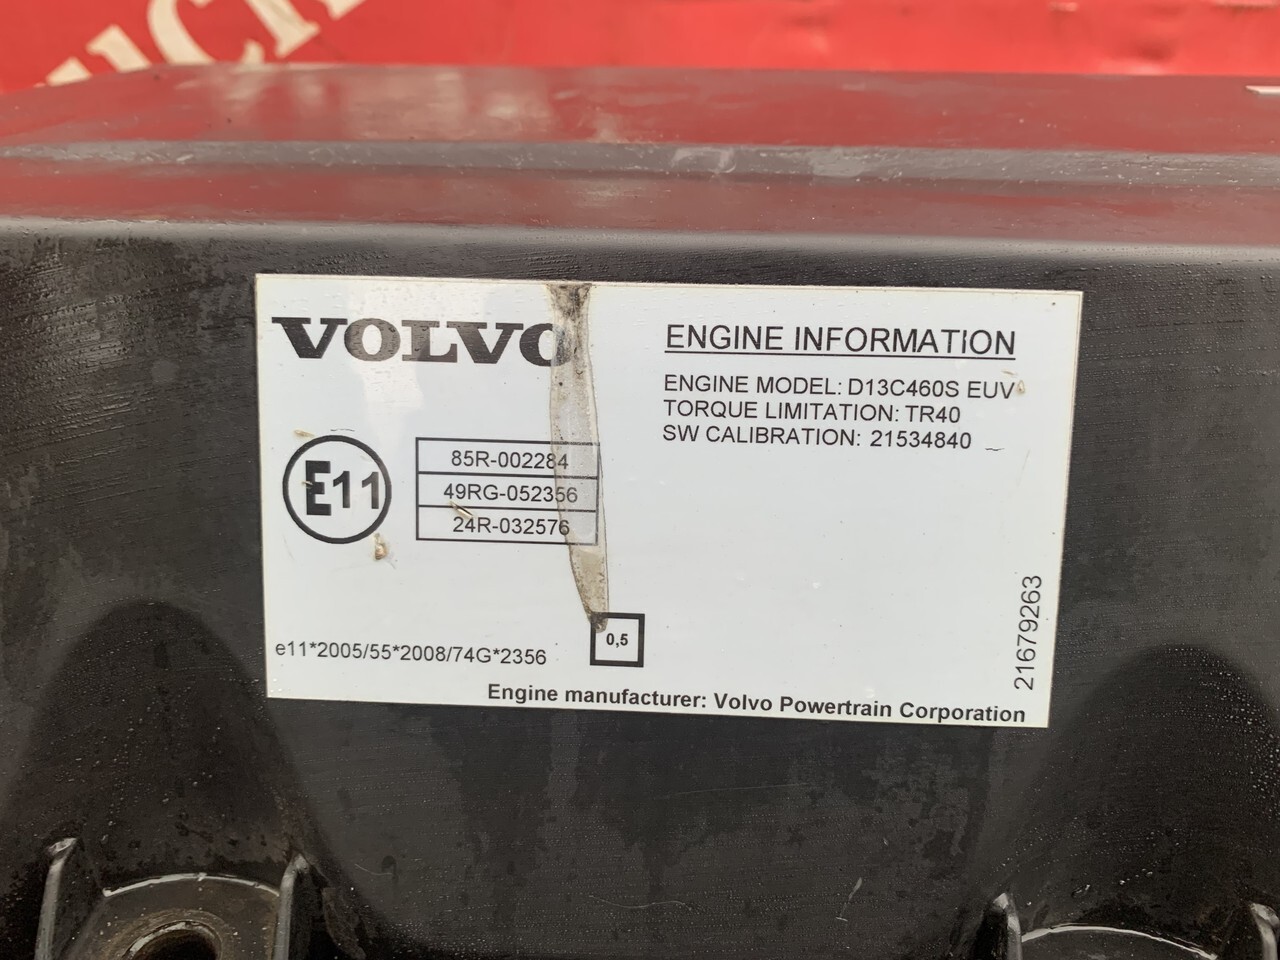 VOLVO
ENGINE INFORMATION
ENGINE MODEL: D13C460S EUV
TORQUE LIMITATION: TR40
SW CALIBRATION: 21534840
E11
85R-002284
49RG-052356
24R-032576
0,5
e11*2005/55*2008/74G*2356
21679263
Engine manufacturer: Volvo Powertrain Corporation